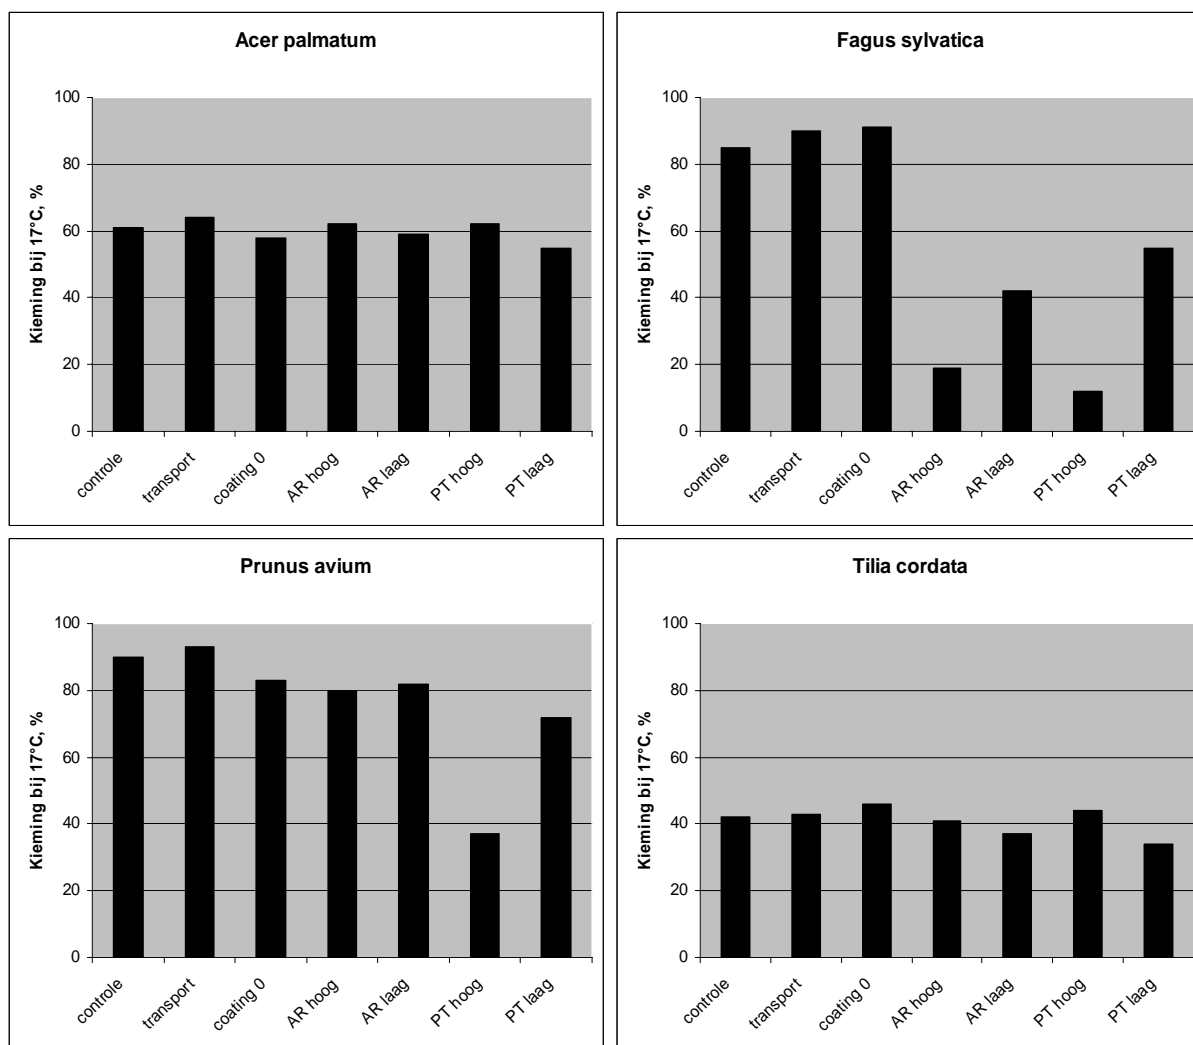 Acer palmatum
Kieming bij 17°C, %
100
80
60
40
20
0
controle
transport
coating 0
AR hoog
AR laag
PT hoog
PT laag
Fagus sylvatica
Kieming bij 17°C, %
100
80
60
40
20
0
controle
transport
coating 0
AR hoog
AR laag
PT hoog
PT laag
Prunus avium
Kieming bij 17°C, %
100
80
60
40
20
0
controle
transport
coating 0
AR hoog
AR laag
PT hoog
PT laag
Tilia cordata
Kieming bij 17°C, %
100
80
60
40
20
0
controle
transport
coating 0
AR hoog
AR laag
PT hoog
PT laag